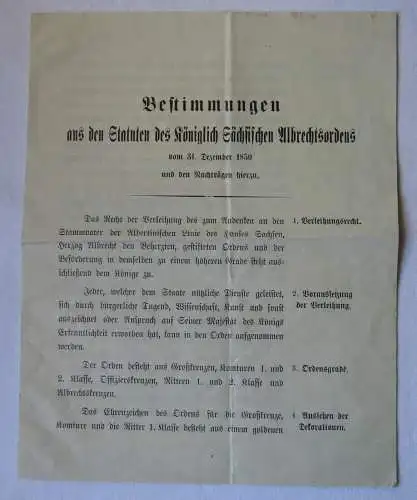 Bestimmungen
aus den Statuten des Königlich Sächsischen Albrechtsordens
vom 31. Dezember 1850
und den Nachträgen hierzu.
Das Recht der Verleihung des zum Andenken an den
Stammvater der Albertinischen Linie des Hauses Sachsen,
Herzog Albrecht den Beherzten, gestifteten Ordens und der
Beförderung in demselben zu einem höheren Grade steht aus-
schließend dem Könige zu.
1. Verleihungsrecht.
Jeder, welcher dem Staate nützliche Dienste geleistet,
sich durch bürgerliche Tugend, Wissenschaft, Kunst und sonst
auszeichnet oder Anspruch auf Seiner Majestät des Königs
Erkenntlichkeit erworben hat, kann in den Orden aufgenommen
werden.
2. Voraussetzung
der Verleihung.
Der Orden besteht aus Großkreuzen, Komturen 1. und
2. Klasse, Offizierskreuzen, Rittern 1. und 2. Klasse und
Albrechtskreuzen.
3. Ordensgrade.
Das Ehrenzeichen des Ordens für die Großkreuze,
Komture und die Ritter 1. Klasse besteht aus einem goldenen
4. Aussehen der
Dekorationen.